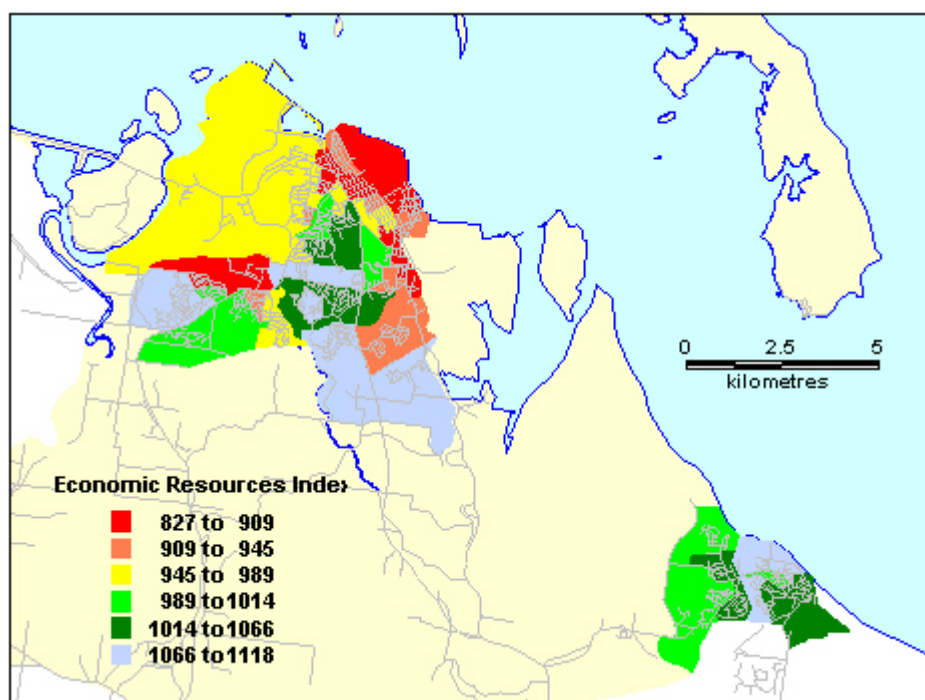 0 2.5 5
kilometres
Economic Resources Index
827 to 909
909 to 945
945 to 989
989 to 1014
1014 to 1066
1066 to 1118